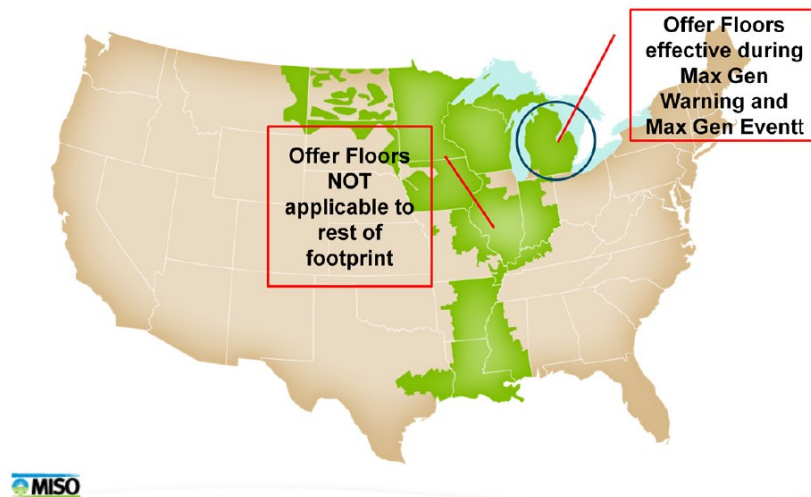 Offer Floors
effective during
Max Gen
Warning and
Max Gen Eventt
Offer Floors
NOT
applicable to
rest of
footprint
MISO